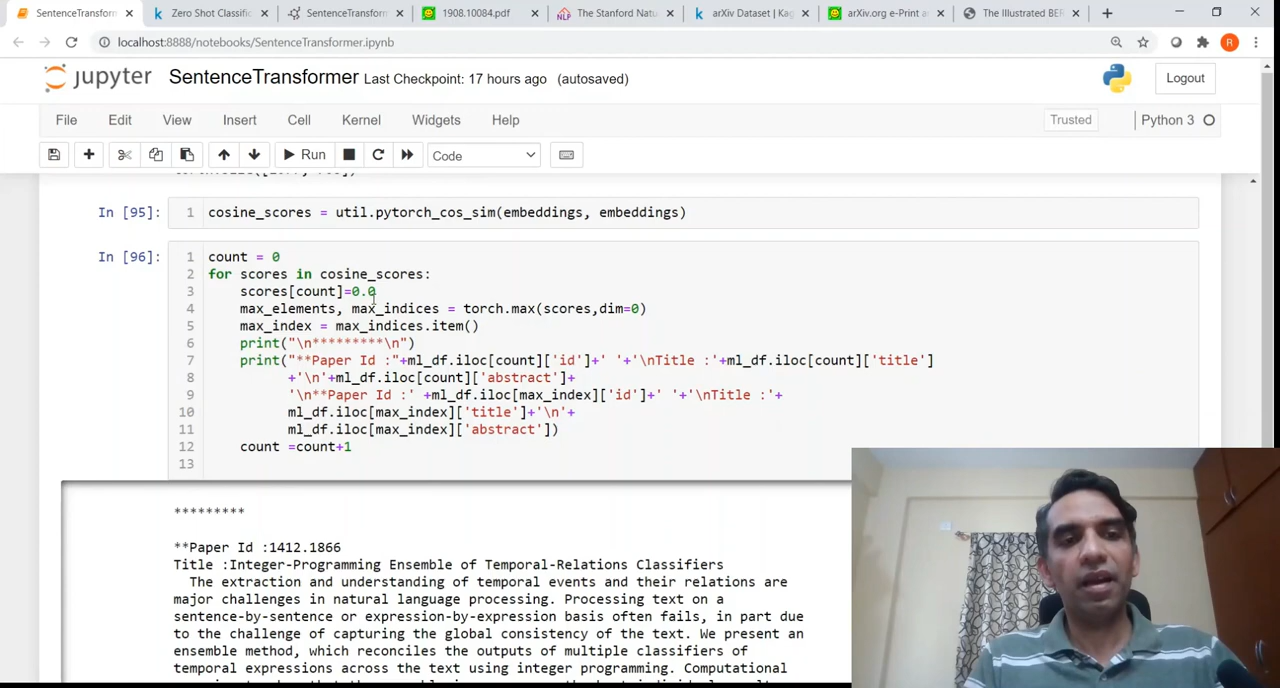 SentenceTransform
Zero Shot Classific
SentenceTransform
1908.10084.pdf
The Stanford Natu
arXiv Dataset | Kag
arXiv.org e-Print ar
The Illustrated BER
localhost:8888/notebooks/SentenceTransformer.ipynb
R
jupyter SentenceTransformer Last Checkpoint: 17 hours ago (autosaved)
Logout
File Edit View Insert Cell Kernel Widgets Help
Trusted
Python 3
Run
Code
In [95]:
1 cosine_scores = util.pytorch_cos_sim(embeddings, embeddings)
In [96]:
1 count = 0
2 for scores in cosine_scores:
3 scores[count]=0.0
4 max_elements, max_indices = torch.max(scores,dim=0)
5 max_index = max_indices.item()
6 print("\n*********\n")
7 print("**Paper Id :"+ml_df.iloc[count]['id']+' '+'\nTitle :'+ml_df.iloc[count]['title']
8 +'\n'+ml_df.iloc[count]['abstract']+
9 '\n**Paper Id :' +ml_df.iloc[max_index]['id']+' '+'\nTitle :'+
10 ml_df.iloc[max_index]['title']+'\n'+
11 ml_df.iloc[max_index]['abstract'])
12 count =count+1
13
*********
**Paper Id :1412.1866
Title :Integer-Programming Ensemble of Temporal-Relations Classifiers
The extraction and understanding of temporal events and their relations are
major challenges in natural language processing. Processing text on a
sentence-by-sentence or expression-by-expression basis often fails, in part due
to the challenge of capturing the global consistency of the text. We present an
ensemble method, which reconciles the outputs of multiple classifiers of
temporal expressions across the text using integer programming. Computational